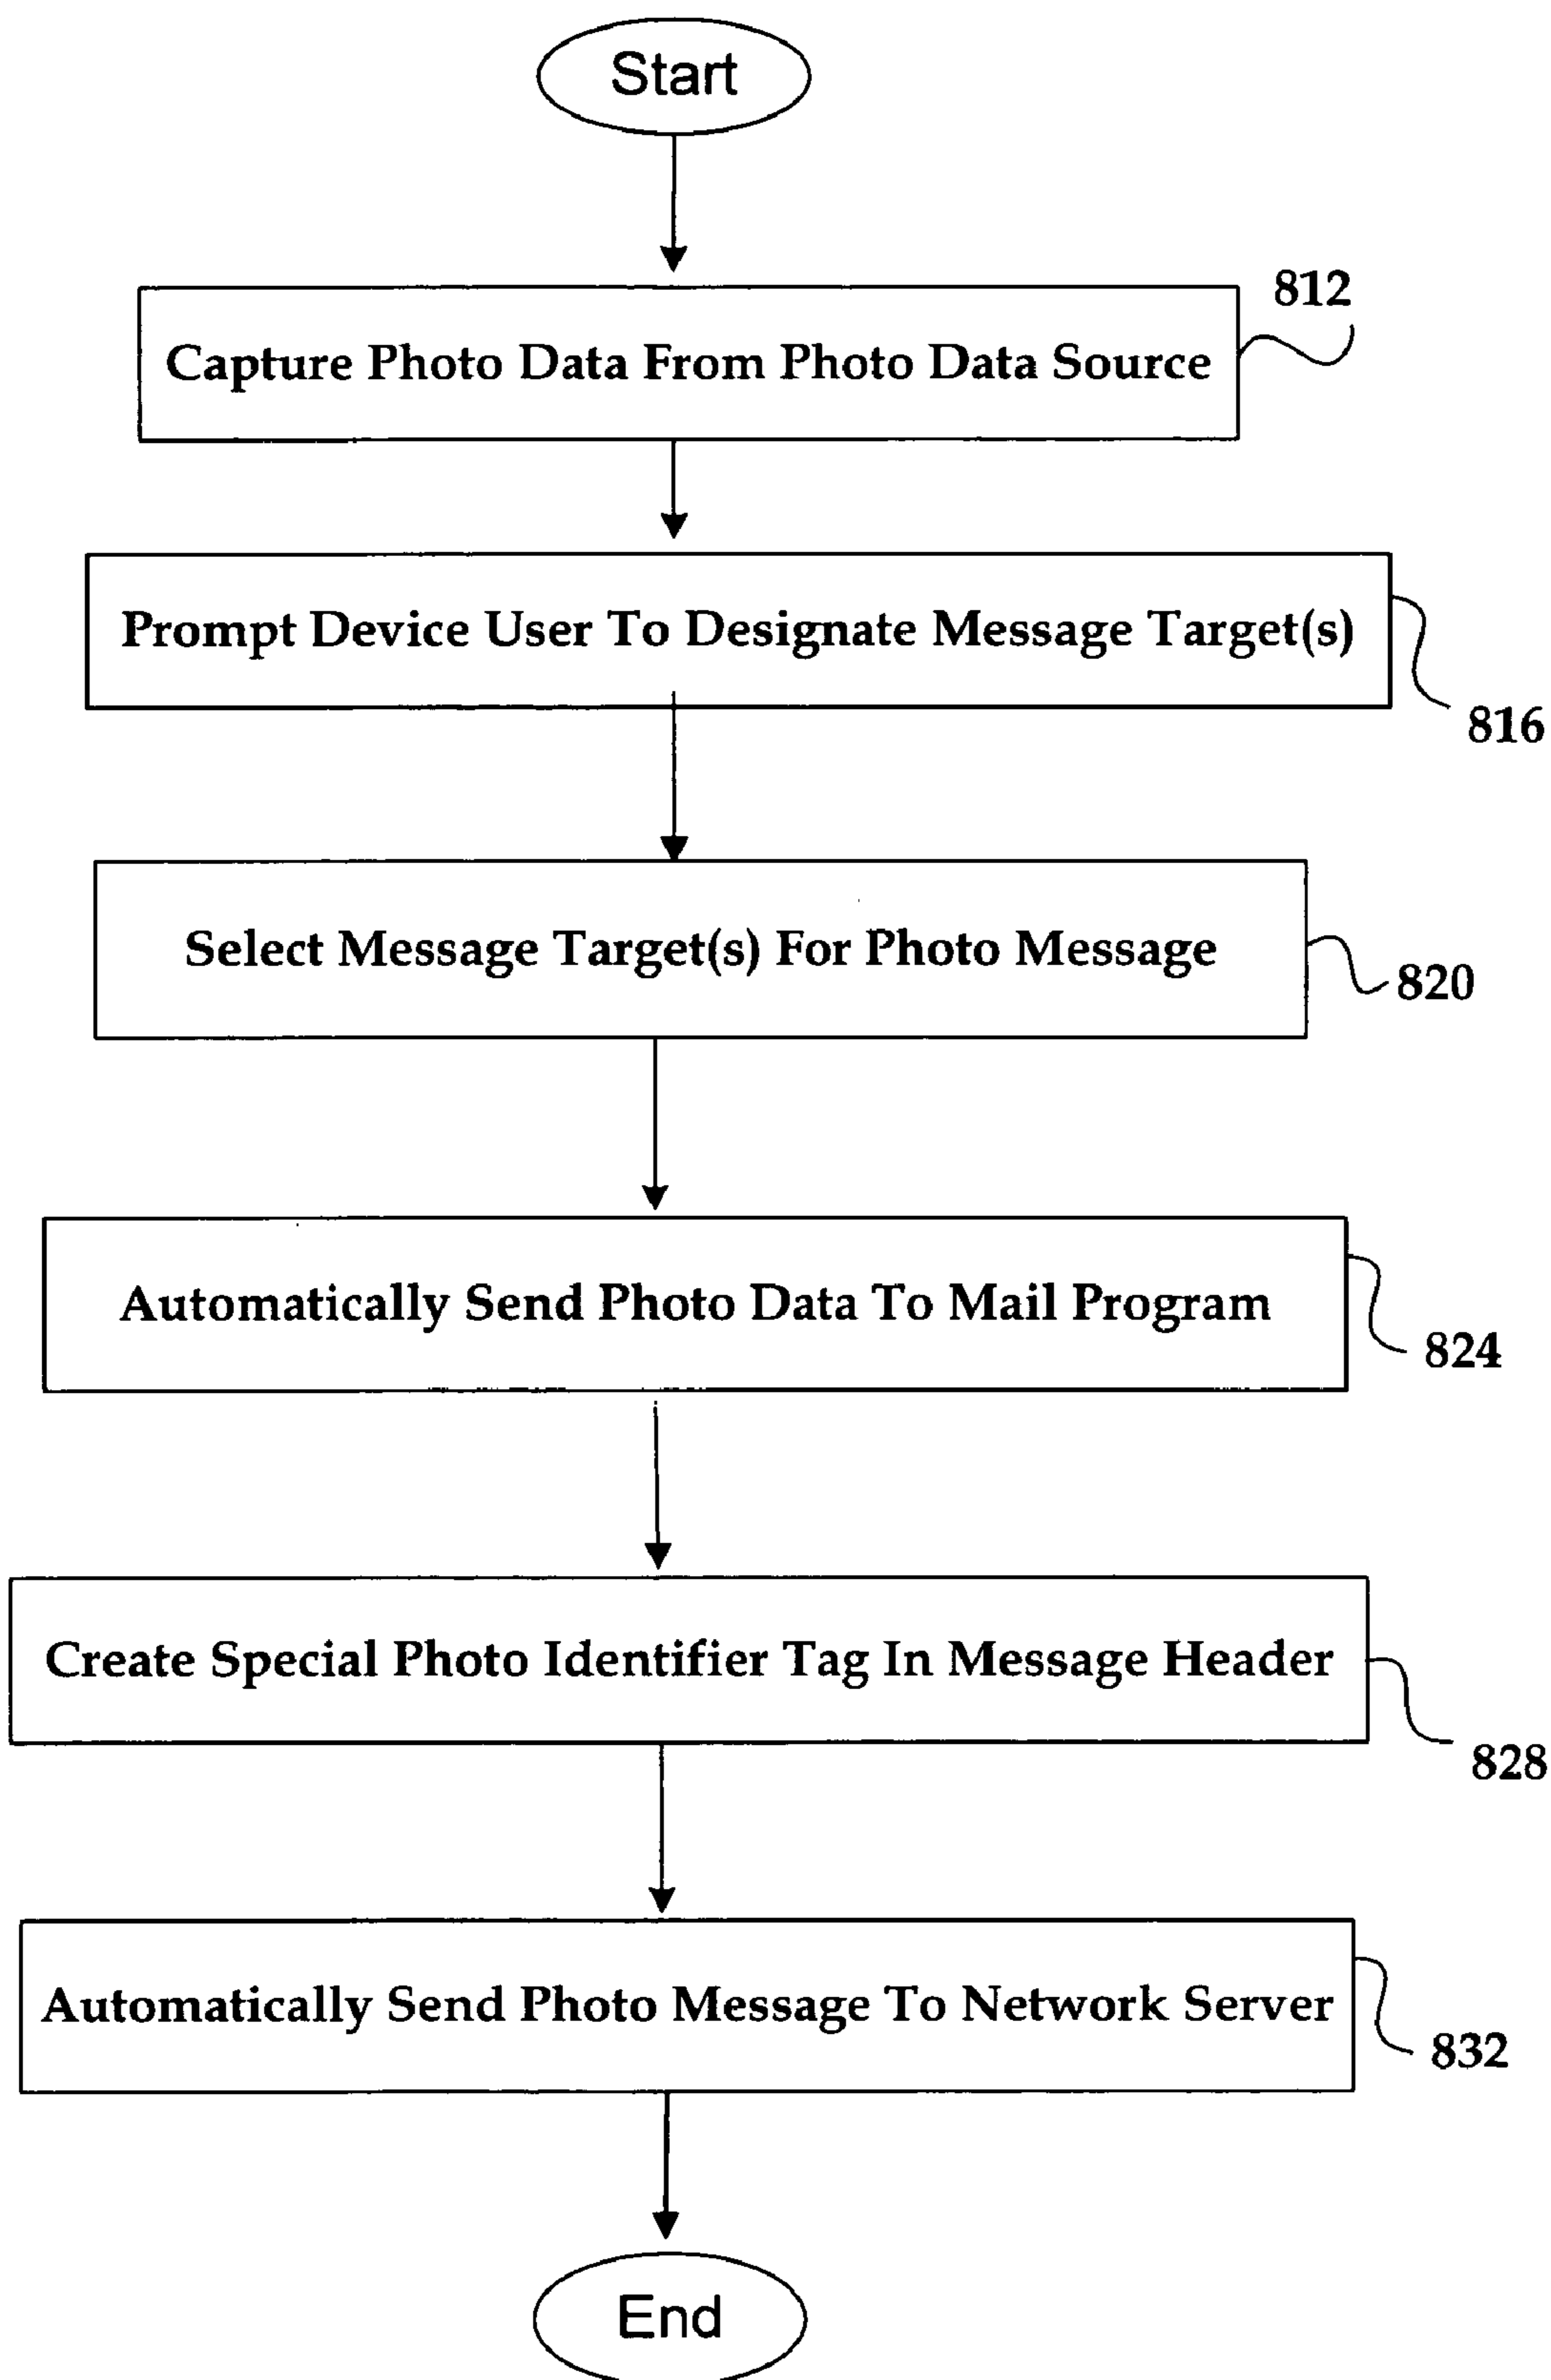 Start
812
Capture Photo Data From Photo Data Source
Prompt Device User To Designate Message Target(s)
816
Select Message Target(s) For Photo Message
820
Automatically Send Photo Data To Mail Program
824
Create Special Photo Identifier Tag In Message Header
828
Automatically Send Photo Message To Network Server
832
End